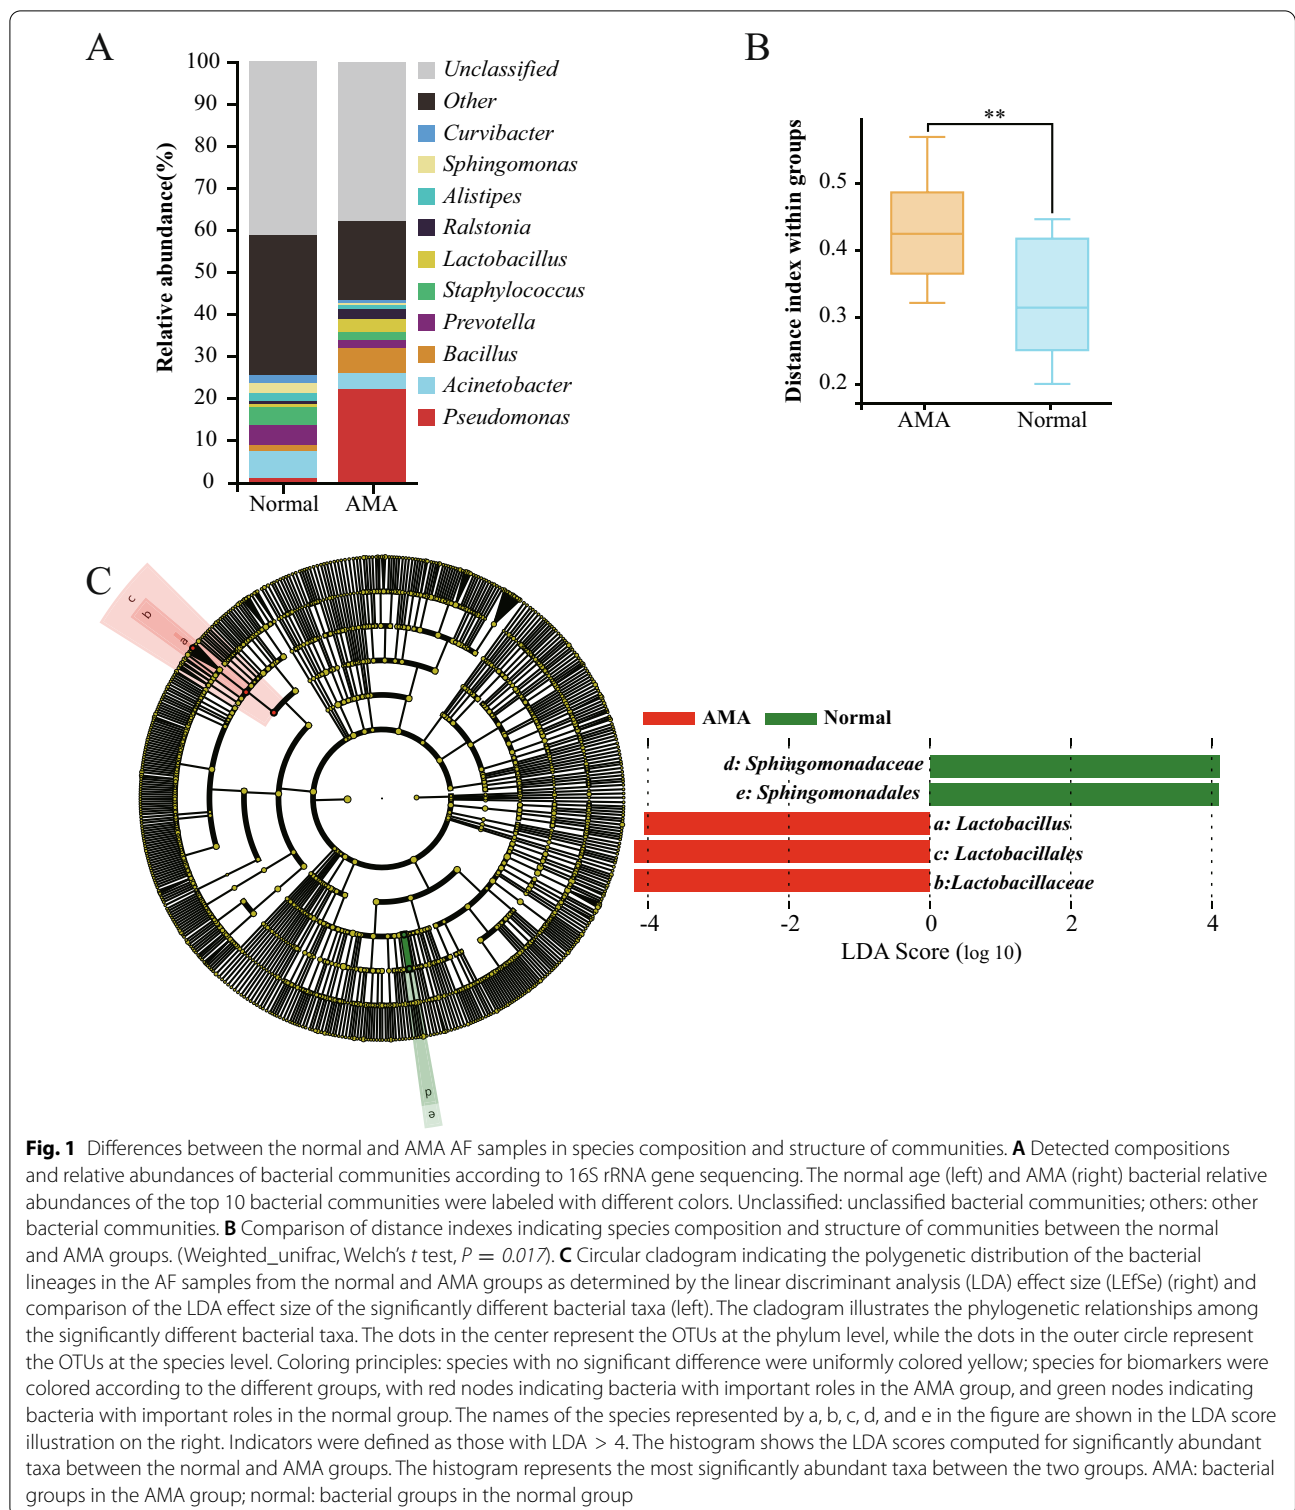 A
100
90
80
70
60
50
40
30
20
10
0
Relative abundance(%)
Normal AMA
Unclassified
Other
Curvibacter
Sphingomonas
Alistipes
Ralstonia
Lactobacillus
Staphylococcus
Prevotella
Bacillus
Acinetobacter
Pseudomonas
B
**
Distance index within groups
0.5
0.4
0.3
0.2
AMA Normal
C
c
b
a
d
e
AMA Normal
d: Sphingomonadaceae
e: Sphingomonadales
a: Lactobacillus
c: Lactobacillales
b:Lactobacillaceae
-4 -2 0 2 4
LDA Score (log 10)
Fig. 1 Differences between the normal and AMA AF samples in species composition and structure of communities. A Detected compositions
and relative abundances of bacterial communities according to 16S rRNA gene sequencing. The normal age (left) and AMA (right) bacterial relative
abundances of the top 10 bacterial communities were labeled with different colors. Unclassified: unclassified bacterial communities; others: other
bacterial communities. B Comparison of distance indexes indicating species composition and structure of communities between the normal
and AMA groups. (Weighted_unifrac, Welch's t test, P = 0.017). C Circular cladogram indicating the polygenetic distribution of the bacterial
lineages in the AF samples from the normal and AMA groups as determined by the linear discriminant analysis (LDA) effect size (LEfSe) (right) and
comparison of the LDA effect size of the significantly different bacterial taxa (left). The cladogram illustrates the phylogenetic relationships among
the significantly different bacterial taxa. The dots in the center represent the OTUs at the phylum level, while the dots in the outer circle represent
the OTUs at the species level. Coloring principles: species with no significant difference were uniformly colored yellow; species for biomarkers were
colored according to the different groups, with red nodes indicating bacteria with important roles in the AMA group, and green nodes indicating
bacteria with important roles in the normal group. The names of the species represented by a, b, c, d, and e in the figure are shown in the LDA score
illustration on the right. Indicators were defined as those with LDA > 4. The histogram shows the LDA scores computed for significantly abundant
taxa between the normal and AMA groups. The histogram represents the most significantly abundant taxa between the two groups. AMA: bacterial
groups in the AMA group; normal: bacterial groups in the normal group